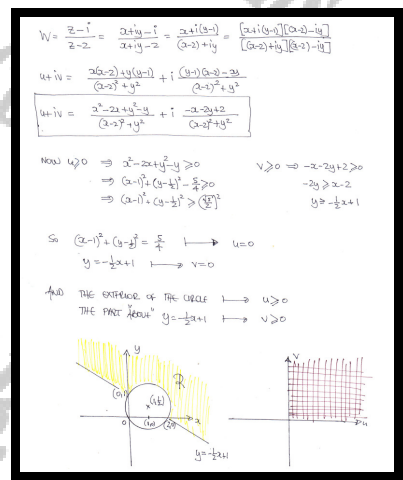 W = (z-i)/(z-2) = (x+iy-i)/(x+iy-2) = (x+i(y-1))/((x-2)+iy) = [x+i(y-1)][(x-2)-iy]/[(x-2)+iy][(x-2)-iy]
u+iv = (x(x-2)+y(y-1))/((x-2)²+y²) + i ((y-1)(x-2)-xy)/((x-2)²+y²)
u+iv = (x²-2x+y²-y)/((x-2)²+y²) + i (-x-2y+2)/((x-2)²+y²)
NOW u≥0 ⇒ x²-2x+y²-y≥0
⇒ (x-1)²+(y-½)²-5/4≥0
⇒ (x-1)²+(y-½)² ≥ (√5/2)²
V≥0 ⇒ -x-2y+2≥0
-2y ≥ x-2
y ≤ -½x+1
So (x-1)²+(y-½)² = 5/4 ↦ u=0
y = -½x+1 ↦ v=0
AND THE EXTERIOR OF THE CIRCLE ↦ u≥0
THE PART "ABOVE" y=-½x+1 ↦ V≥0
y
R
(0,1)
(1,½)
O
(1,0)
(2,0)
x
y=-½x+1
V
u